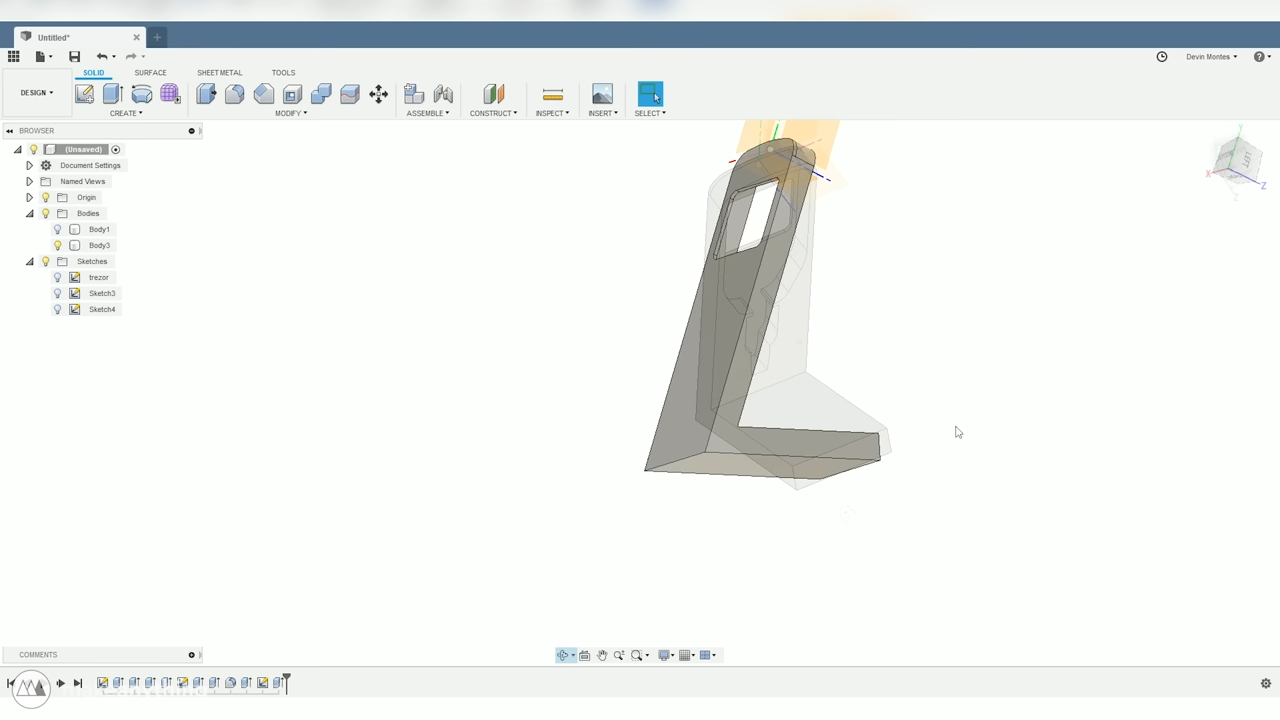 Untitled*
Devin Montes
SOLID SURFACE SHEET METAL TOOLS
DESIGN
CREATE MODIFY ASSEMBLE CONSTRUCT INSPECT INSERT SELECT
BROWSER
(Unsaved)
Document Settings
Named Views
Origin
Bodies
Body1
Body3
Sketches
trezor
Sketch3
Sketch4
Y
LEFT
X
Z
Z
COMMENTS